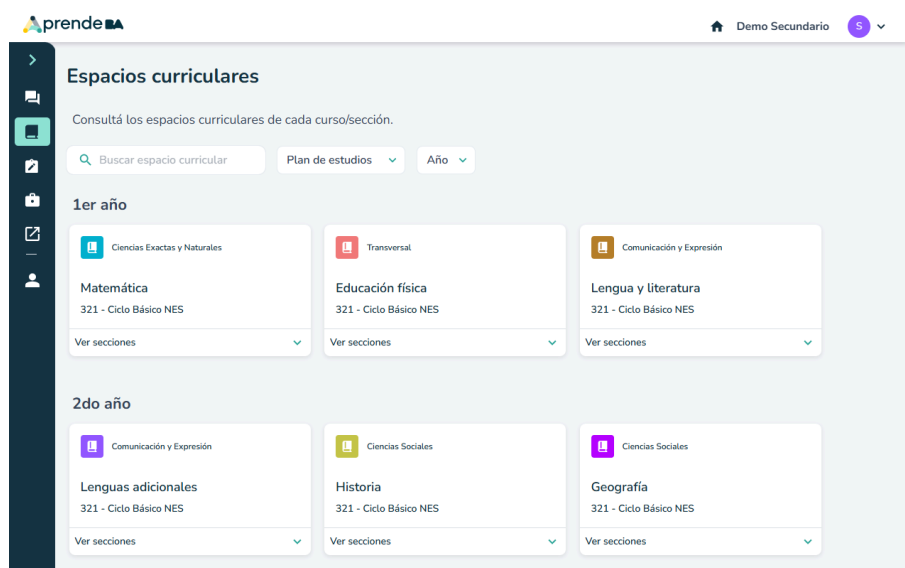 Aprende BA
Demo Secundario
S
Espacios curriculares
Consultá los espacios curriculares de cada curso/sección.
Buscar espacio curricular
Plan de estudios
Año
1er año
Ciencias Exactas y Naturales
Transversal
Comunicación y Expresión
Matemática
Educación física
Lengua y literatura
321 - Ciclo Básico NES
321 - Ciclo Básico NES
321 - Ciclo Básico NES
Ver secciones
Ver secciones
Ver secciones
2do año
Comunicación y Expresión
Ciencias Sociales
Ciencias Sociales
Lenguas adicionales
Historia
Geografía
321 - Ciclo Básico NES
321 - Ciclo Básico NES
321 - Ciclo Básico NES
Ver secciones
Ver secciones
Ver secciones